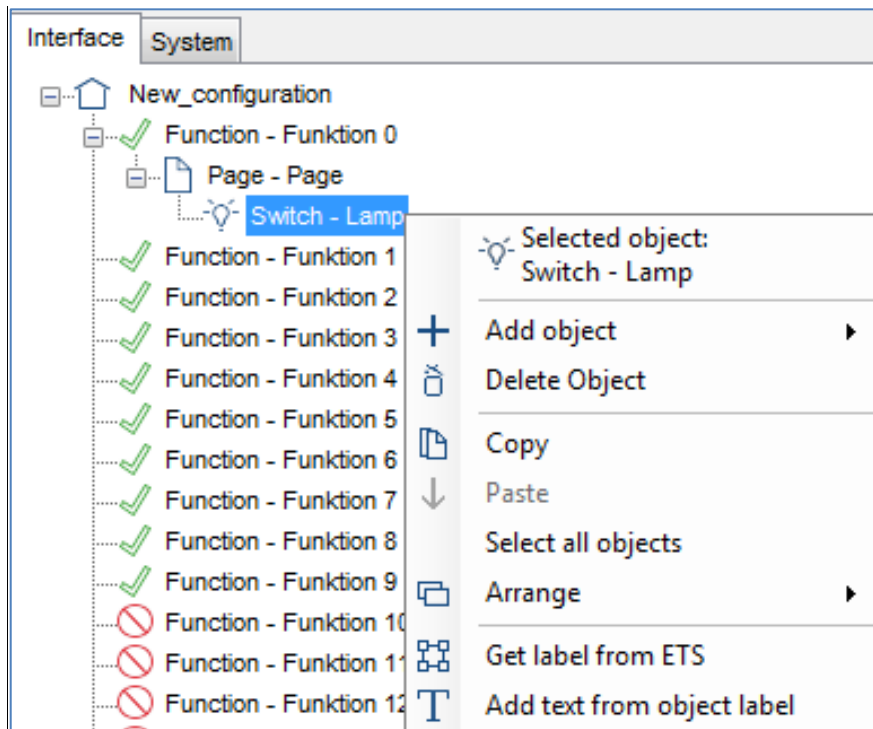 Interface System
New_configuration
Function - Funktion 0
Page - Page
Switch - Lamp
Function - Funktion 1
Function - Funktion 2
Function - Funktion 3
Function - Funktion 4
Function - Funktion 5
Function - Funktion 6
Function - Funktion 7
Function - Funktion 8
Function - Funktion 9
Function - Funktion 10
Function - Funktion 11
Function - Funktion 12
Selected object:
Switch - Lamp
Add object
Delete Object
Copy
Paste
Select all objects
Arrange
Get label from ETS
Add text from object label